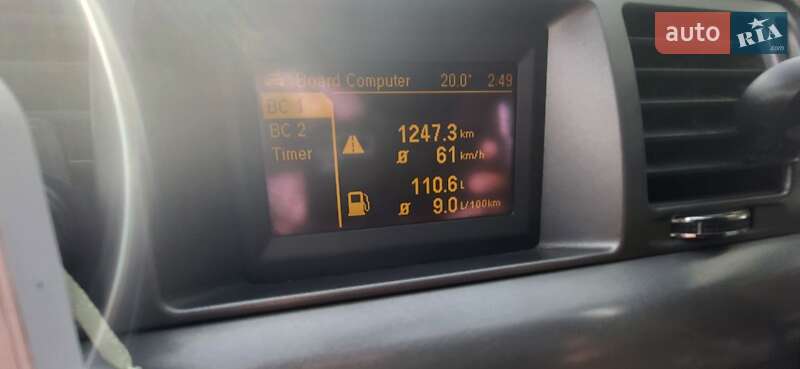 auto RIA
Board Computer 20.0° 2:49
BC 1
BC 2
Timer
1247.3 km
Ø 61 km/h
110.6 L
Ø 9.0 L/100km